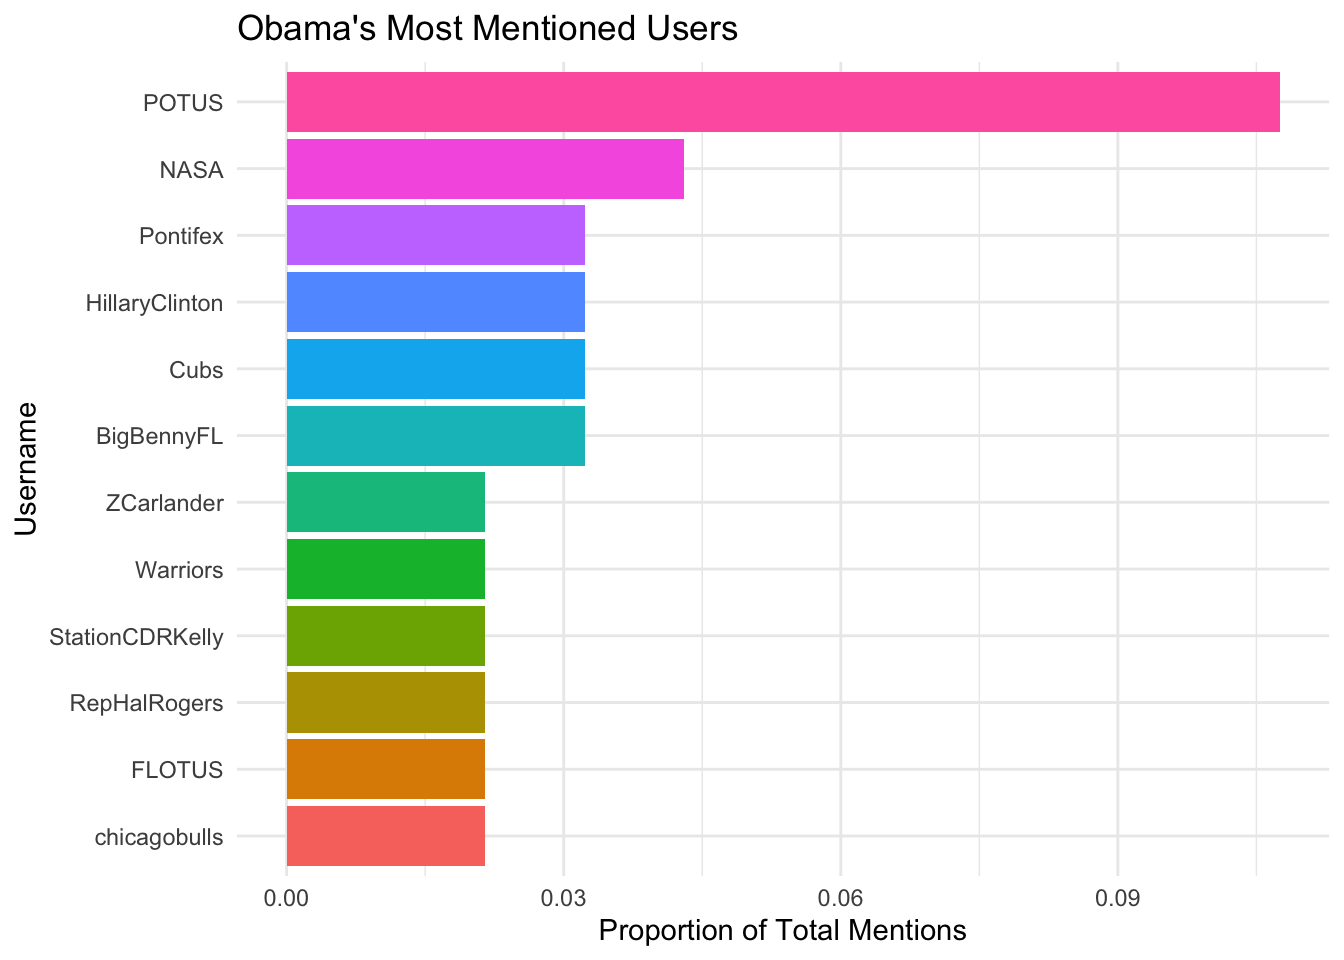 Obama's Most Mentioned Users
POTUS
NASA
Pontifex
HillaryClinton
Cubs
BigBennyFL
ZCarlander
Warriors
StationCDRKelly
RepHalRogers
FLOTUS
chicagobulls
Username
0.00 0.03 0.06 0.09
Proportion of Total Mentions